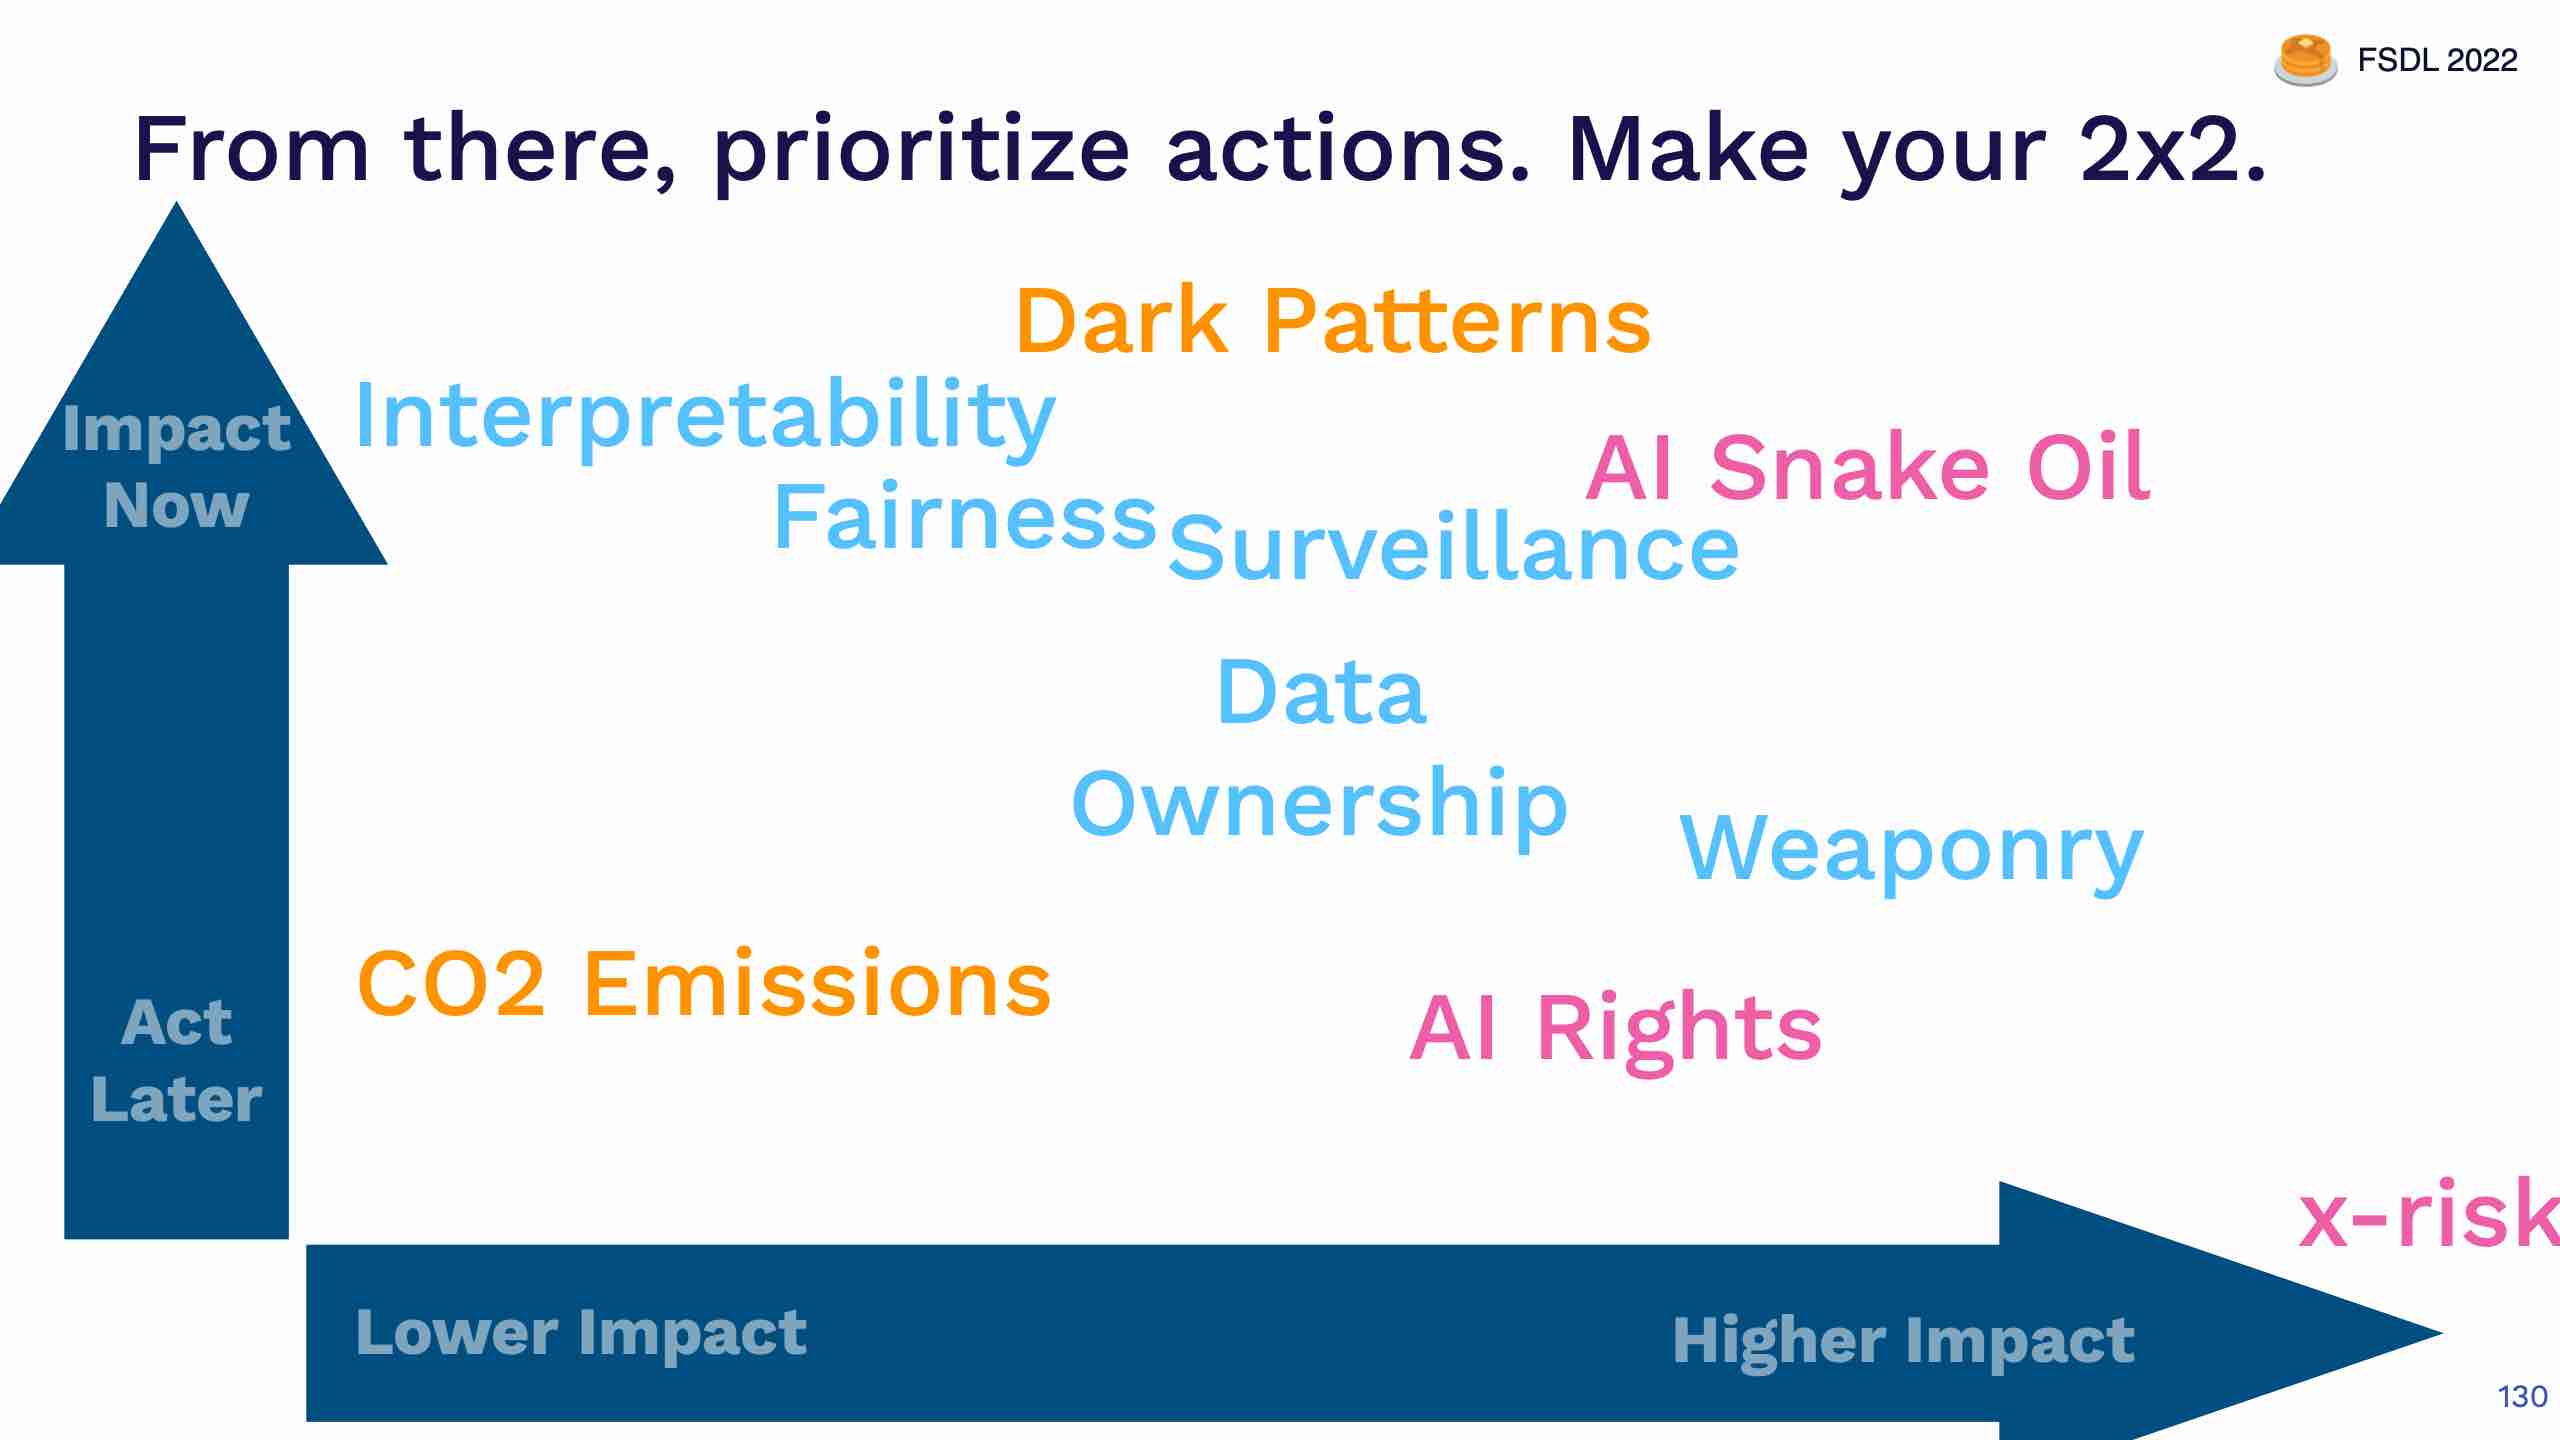 FSDL 2022
From there, prioritize actions. Make your 2x2.
Dark Patterns
Interpretability
Impact
Now
AI Snake Oil
Fairness
Surveillance
Data
Ownership
Weaponry
CO2 Emissions
Act
Later
AI Rights
x-risk
Lower Impact
Higher Impact
130